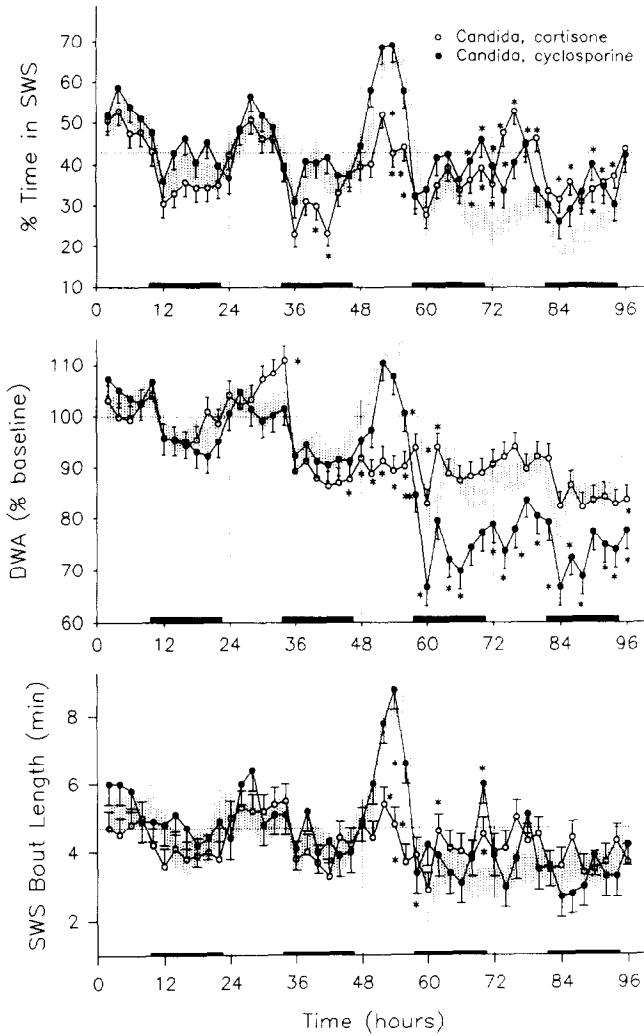 ○ Candida, cortisone
● Candida, cyclosporine
% Time in SWS
70
60
50
40
30
20
10
0 12 24 36 48 60 72 84 96
DWA (% baseline)
110
100
90
80
70
60
0 12 24 36 48 60 72 84 96
SWS Bout Length (min)
8
6
4
2
0 12 24 36 48 60 72 84 96
Time (hours)